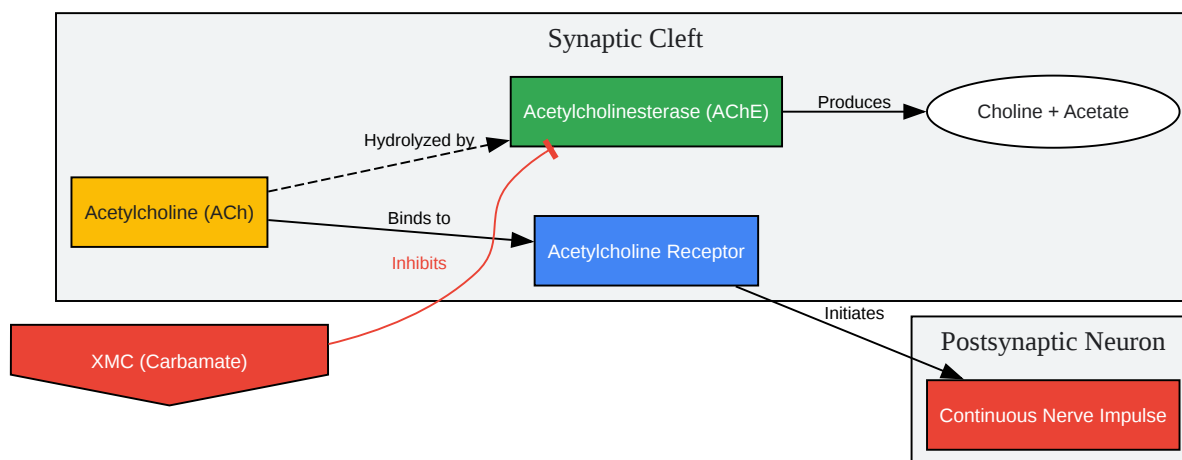 Synaptic Cleft
Acetylcholinesterase (AChE)
Produces
Choline + Acetate
Hydrolyzed by
Acetylcholine (ACh)
Binds to
Acetylcholine Receptor
Inhibits
Initiates
XMC (Carbamate)
Postsynaptic Neuron
Continuous Nerve Impulse